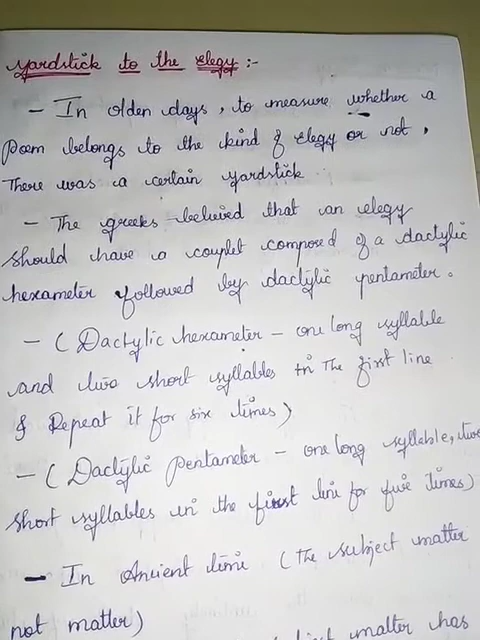 Yardstick to the Elegy :-
- In olden days, to measure whether a
Poem belongs to the kind of Elegy or not,
There was a certain yardstick
- The greeks believed that an elegy
should have a couplet composed of a dactylic
hexameter followed by dactylic pentameter.
- (Dactylic hexameter - one long syllable
and two short syllables in the first line
& Repeat it for six times)
- (Dactylic Pentameter - one long syllable, two
short syllables in the first line for five times)
- In Ancient time (the subject matter
not matter)
matter has